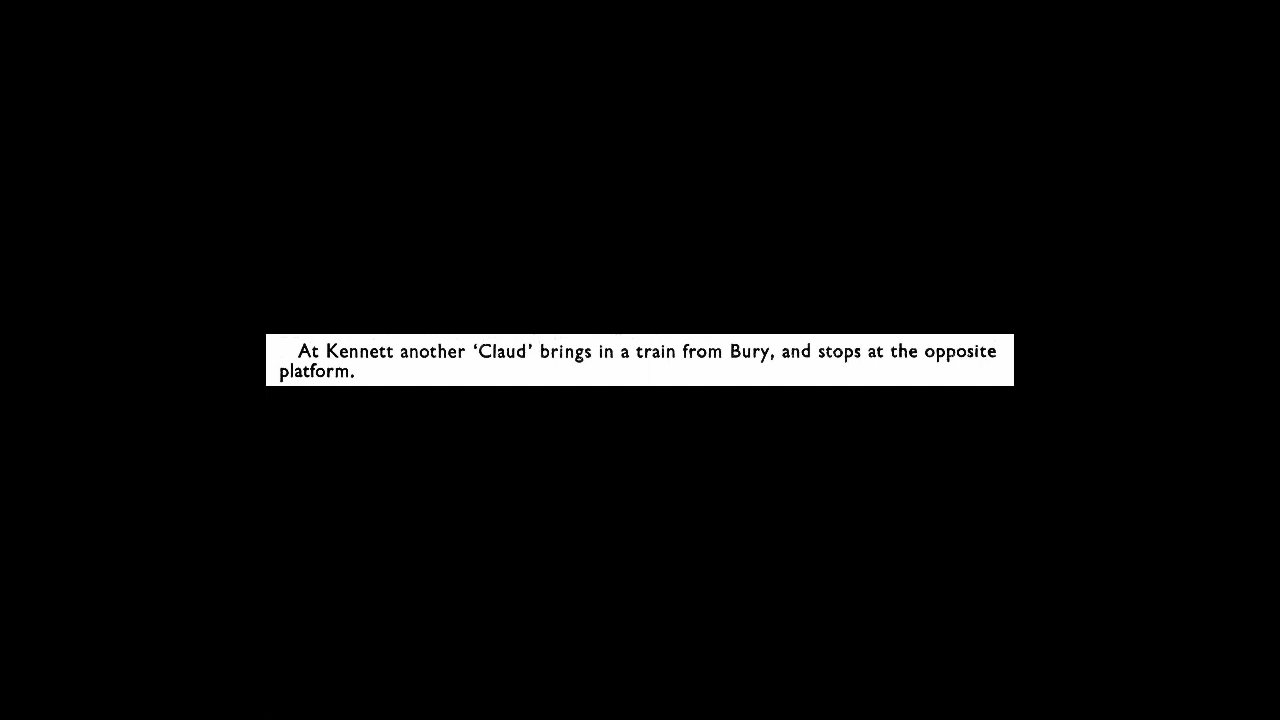 At Kennett another ‘Claud’ brings in a train from Bury, and stops at the opposite
platform.